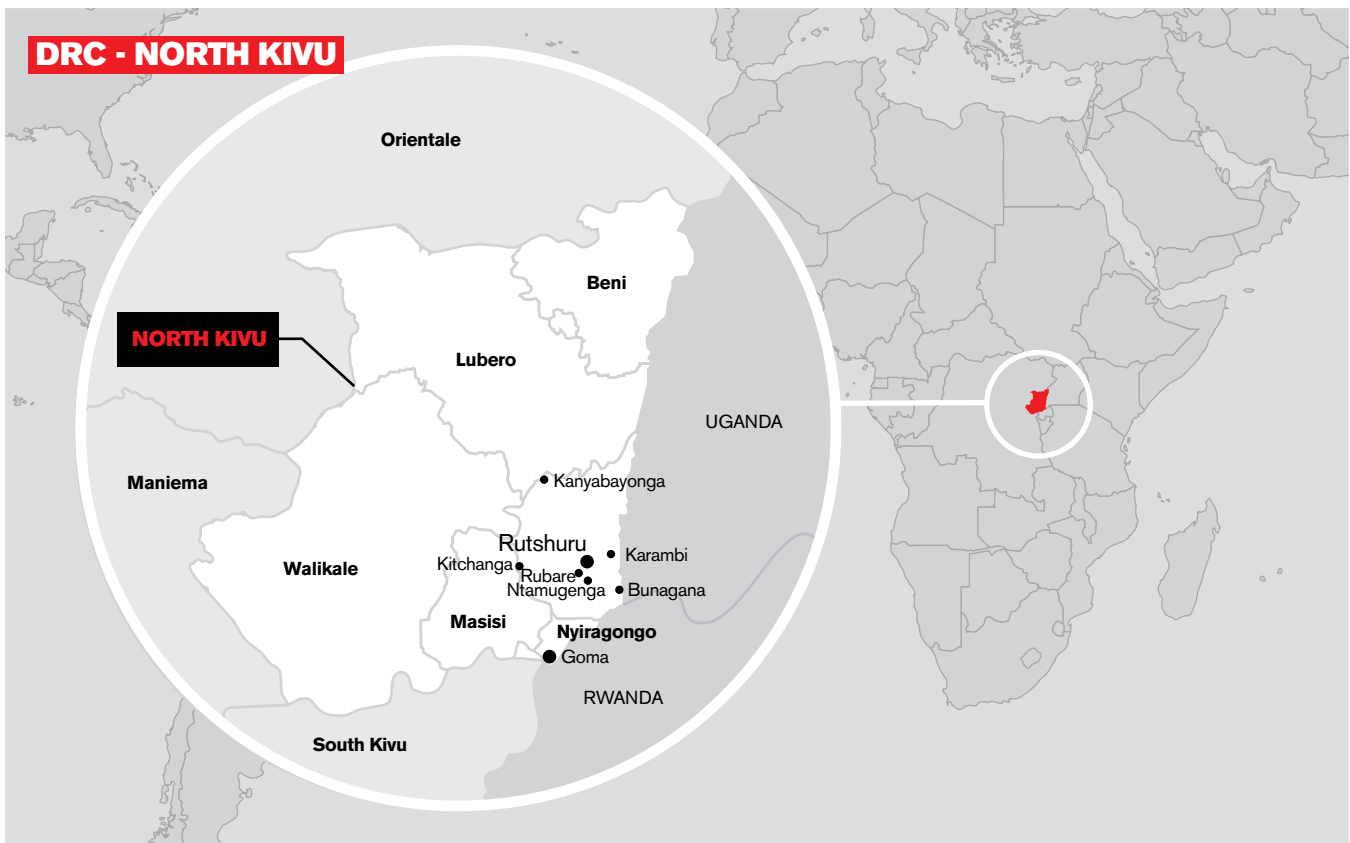 DRC - NORTH KIVU
Orientale
Beni
NORTH KIVU
Lubero
UGANDA
Maniema
Kanyabayonga
Rutshuru
Karambi
Kitchanga
Walikale
Rubare
Ntamugenga
Bunagana
Masisi
Nyiragongo
Goma
RWANDA
South Kivu